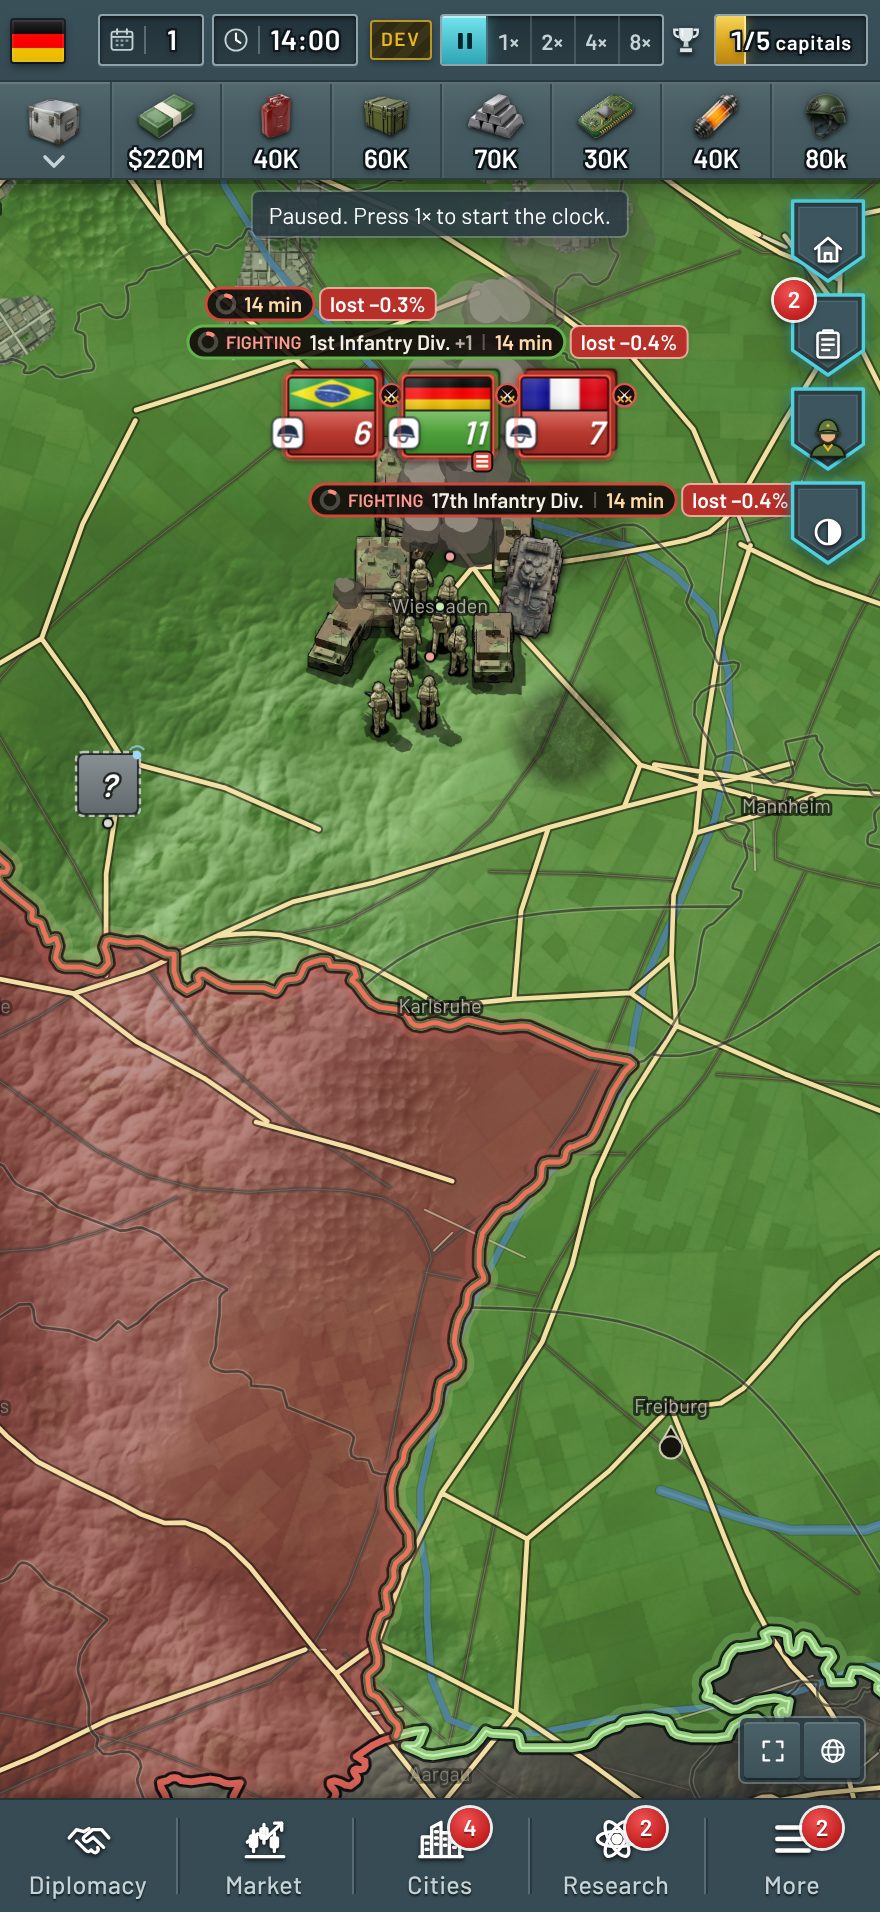 1
14:00
DEV
1×
2×
4×
8×
1/5 capitals
$220M
40K
60K
70K
30K
40K
80k
Paused. Press 1× to start the clock.
14 min
lost −0.3%
FIGHTING 1st Infantry Div. +1 | 14 min
lost −0.4%
2
6
11
7
FIGHTING 17th Infantry Div. | 14 min
lost −0.4%
Wiesbaden
?
Mannheim
e
Karlsruhe
s
Freiburg
Aargau
4
2
2
Diplomacy
Market
Cities
Research
More